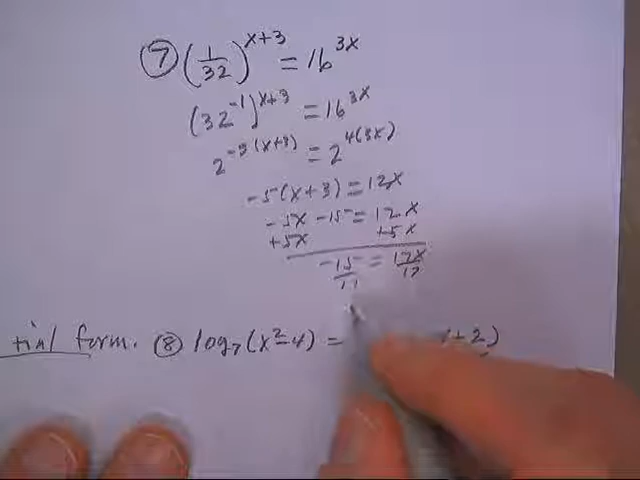 ⑦ (1/32)^(x+3) = 16^(3x)
(32^(-1))^(x+3) = 16^(3x)
2^(-5(x+3)) = 2^(4(3x))
-5(x+3) = 12x
-5x -15 = 12x
+5x +5x
-15/17 = 17x/17
tial form. ⑧ log₇(x²-4) = +2)